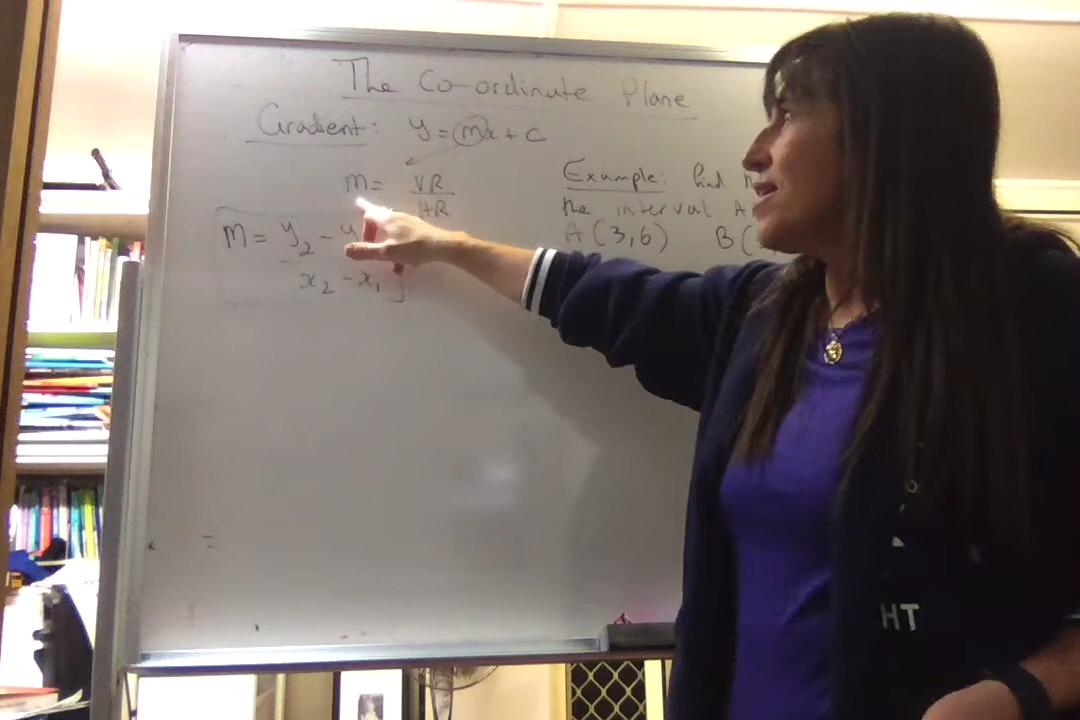 The Co-ordinate Plane
Gradient: y = mx + c
m = VR
HR
Example: find
M = y₂ - y
the interval A
A (3,6) B (
x₂ - x₁
=
HT